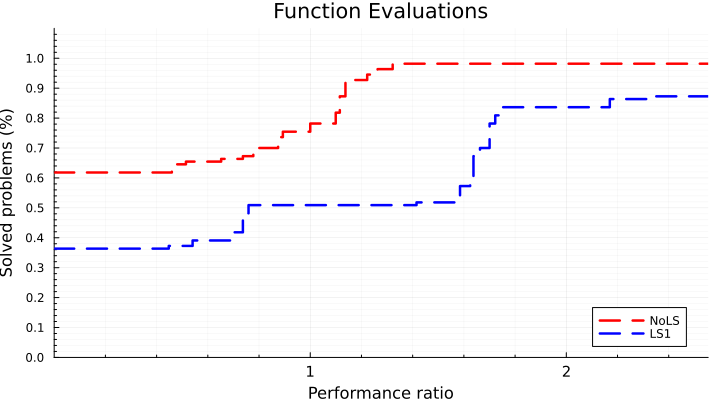 Function Evaluations
Solved problems (%)
1.0
0.9
0.8
0.7
0.6
0.5
0.4
0.3
0.2
0.1
0.0
NoLS
LS1
1
2
Performance ratio